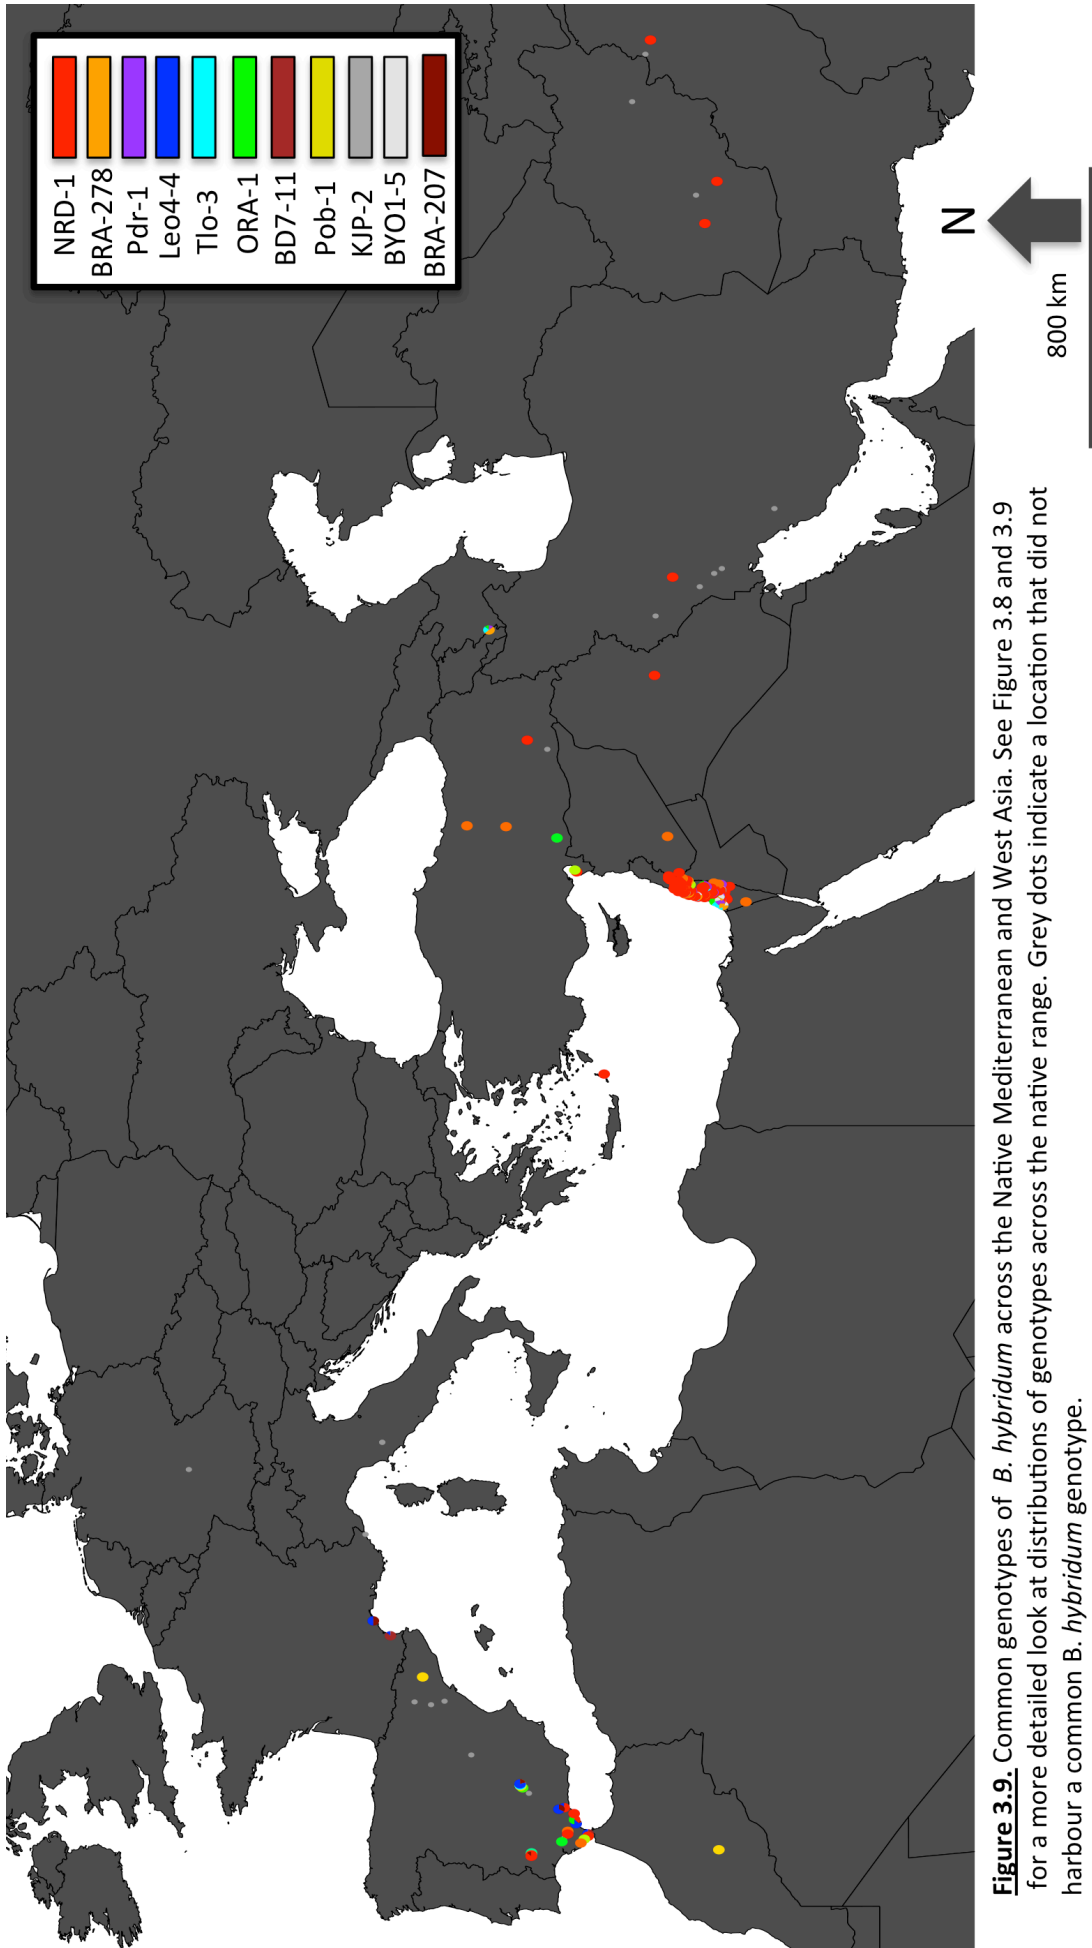 NRD-1
BRA-278
Pdr-1
Leo4-4
Tlo-3
ORA-1
BD7-11
Pob-1
KJP-2
BYO1-5
BRA-207
N
800 km
Figure 3.9. Common genotypes of B. hybridum across the Native Mediterranean and West Asia. See Figure 3.8 and 3.9
for a more detailed look at distributions of genotypes across the native range. Grey dots indicate a location that did not
harbour a common B. hybridum genotype.